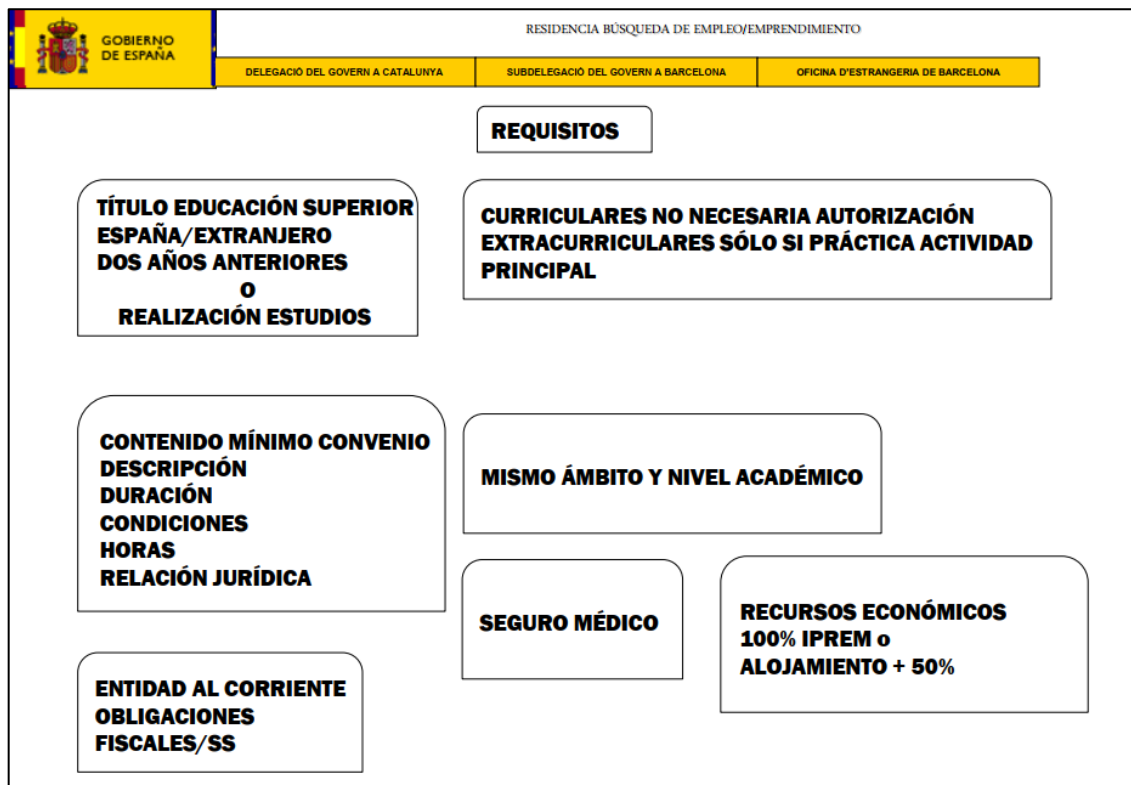 GOBIERNO
DE ESPAÑA
RESIDENCIA BÚSQUEDA DE EMPLEO/EMPRENDIMIENTO
DELEGACIÓ DEL GOVERN A CATALUNYA
SUBDELEGACIÓ DEL GOVERN A BARCELONA
OFICINA D'ESTRANGERIA DE BARCELONA
REQUISITOS
TÍTULO EDUCACIÓN SUPERIOR
ESPAÑA/EXTRANJERO
DOS AÑOS ANTERIORES
O
REALIZACIÓN ESTUDIOS
CURRICULARES NO NECESARIA AUTORIZACIÓN
EXTRACURRICULARES SÓLO SI PRÁCTICA ACTIVIDAD
PRINCIPAL
CONTENIDO MÍNIMO CONVENIO
DESCRIPCIÓN
DURACIÓN
CONDICIONES
HORAS
RELACIÓN JURÍDICA
MISMO ÁMBITO Y NIVEL ACADÉMICO
SEGURO MÉDICO
RECURSOS ECONÓMICOS
100% IPREM o
ALOJAMIENTO + 50%
ENTIDAD AL CORRIENTE
OBLIGACIONES
FISCALES/SS